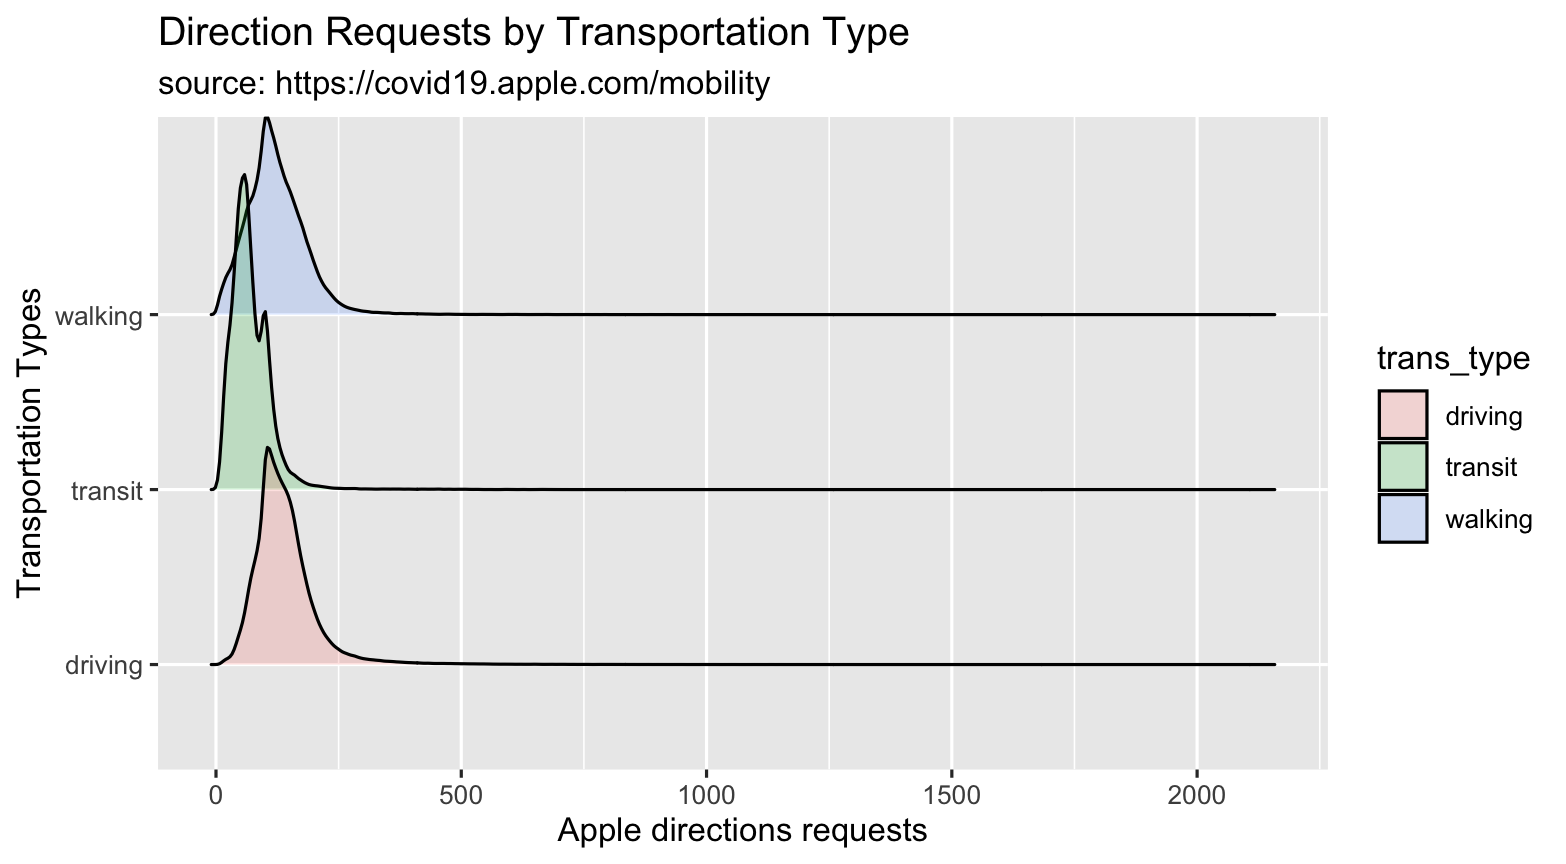 Direction Requests by Transportation Type
source: https://covid19.apple.com/mobility
Transportation Types
walking
transit
driving
0 500 1000 1500 2000
Apple directions requests
trans_type
driving
transit
walking